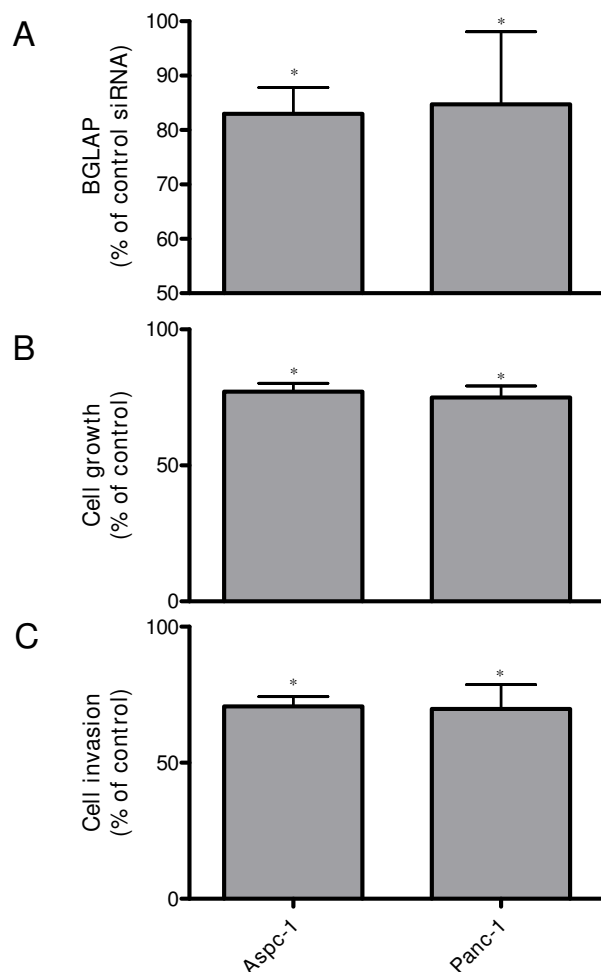 A
BGLAP
(% of control siRNA)
100
90
80
70
60
50
*
*
B
Cell growth
(% of control)
100
50
0
*
*
C
Cell invasion
(% of control)
100
50
0
*
*
Aspc-1
Panc-1